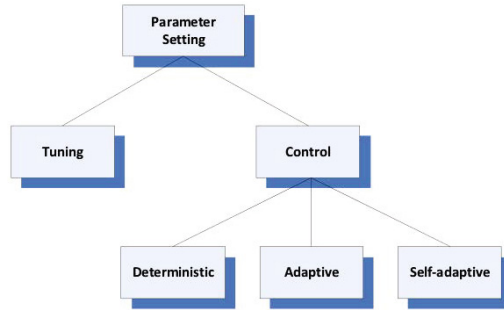 Parameter
Setting
Tuning
Control
Deterministic
Adaptive
Self-adaptive